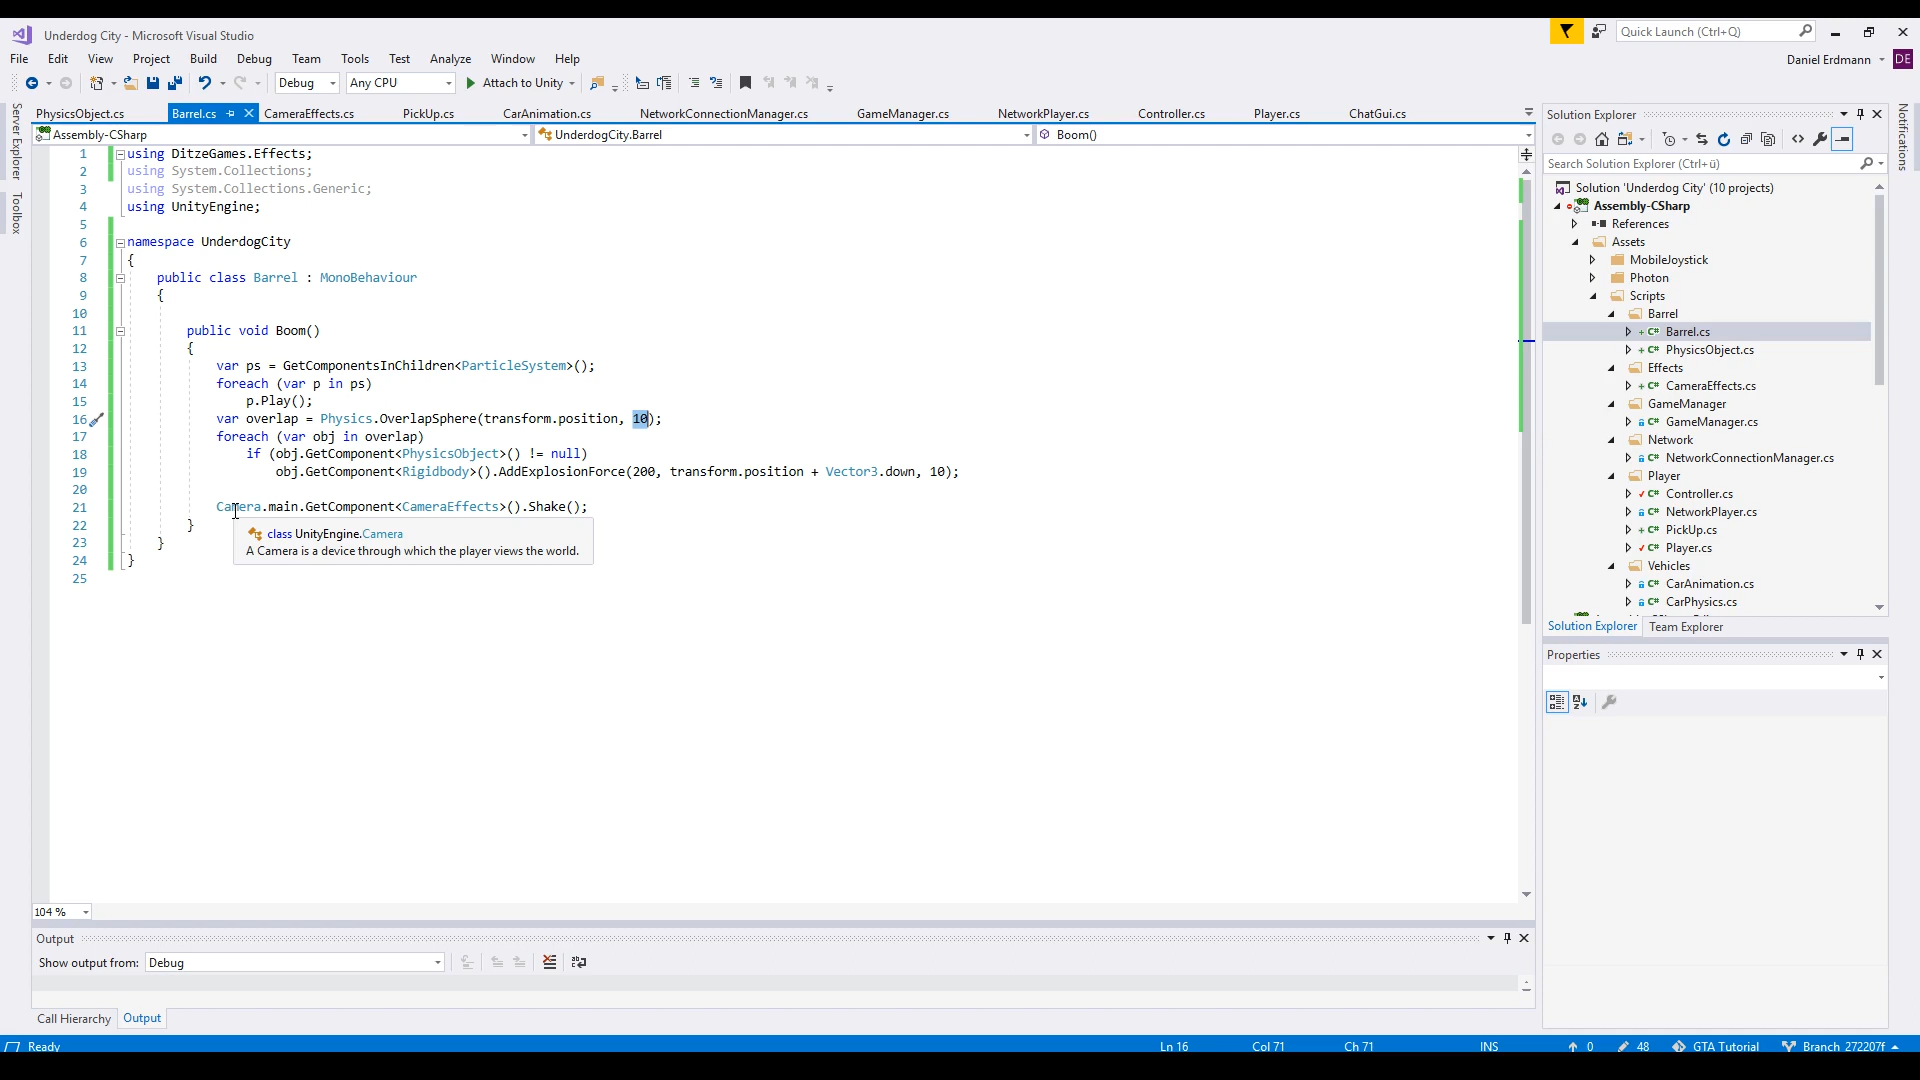 Underdog City - Microsoft Visual Studio
Quick Launch (Ctrl+Q)
File Edit View Project Build Debug Team Tools Test Analyze Window Help
Daniel Erdmann DE
Debug Any CPU Attach to Unity
Server Explorer
Toolbox
Notifications
PhysicsObject.cs Barrel.cs CameraEffects.cs PickUp.cs CarAnimation.cs NetworkConnectionManager.cs GameManager.cs NetworkPlayer.cs Controller.cs Player.cs ChatGui.cs
Assembly-CSharp UnderdogCity.Barrel Boom()
1 using DitzeGames.Effects;
2 using System.Collections;
3 using System.Collections.Generic;
4 using UnityEngine;
5
6 namespace UnderdogCity
7 {
8 public class Barrel : MonoBehaviour
9 {
10
11 public void Boom()
12 {
13 var ps = GetComponentsInChildren<ParticleSystem>();
14 foreach (var p in ps)
15 p.Play();
16 var overlap = Physics.OverlapSphere(transform.position, 10);
17 foreach (var obj in overlap)
18 if (obj.GetComponent<PhysicsObject>() != null)
19 obj.GetComponent<Rigidbody>().AddExplosionForce(200, transform.position + Vector3.down, 10);
20
21 Camera.main.GetComponent<CameraEffects>().Shake();
22 }
23 }
24 }
25
class UnityEngine.Camera
A Camera is a device through which the player views the world.
104 %
Output
Show output from: Debug
Call Hierarchy Output
Solution Explorer
Search Solution Explorer (Ctrl+ü)
Solution 'Underdog City' (10 projects)
Assembly-CSharp
References
Assets
MobileJoystick
Photon
Scripts
Barrel
Barrel.cs
PhysicsObject.cs
Effects
CameraEffects.cs
GameManager
GameManager.cs
Network
NetworkConnectionManager.cs
Player
Controller.cs
NetworkPlayer.cs
PickUp.cs
Player.cs
Vehicles
CarAnimation.cs
CarPhysics.cs
Solution Explorer Team Explorer
Properties
Ready Ln 16 Col 71 Ch 71 INS 0 48 GTA Tutorial Branch 272207f